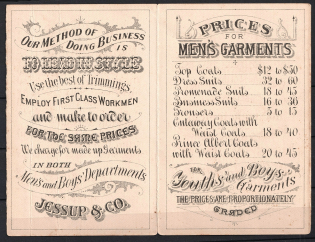 OUR METHOD OF
DOING BUSINESS
IS
TO LEAD IN STYLE
Use the best of Trimmings,
EMPLOY FIRST CLASS WORKMEN
and make to order
FOR THE SAME PRICES
We charge for made up Garments
IN BOTH
Men's and Boys' Departments
JESSUP & CO.
PRICES
FOR
MEN'S GARMENTS
Top Coats $12 to $30
Dress Suits 32 to 60
Promenade Suits 18 to 45
Business Suits 16 to 36
Trousers 5 to 15
Cutaway Coats with
Waist Coats 18 to 40
Prince Albert Coats
with Waist Coats 20 to 45
The
Youths' and Boys'
Garments
THE PRICES ARE PROPORTIONATELY
GRADED